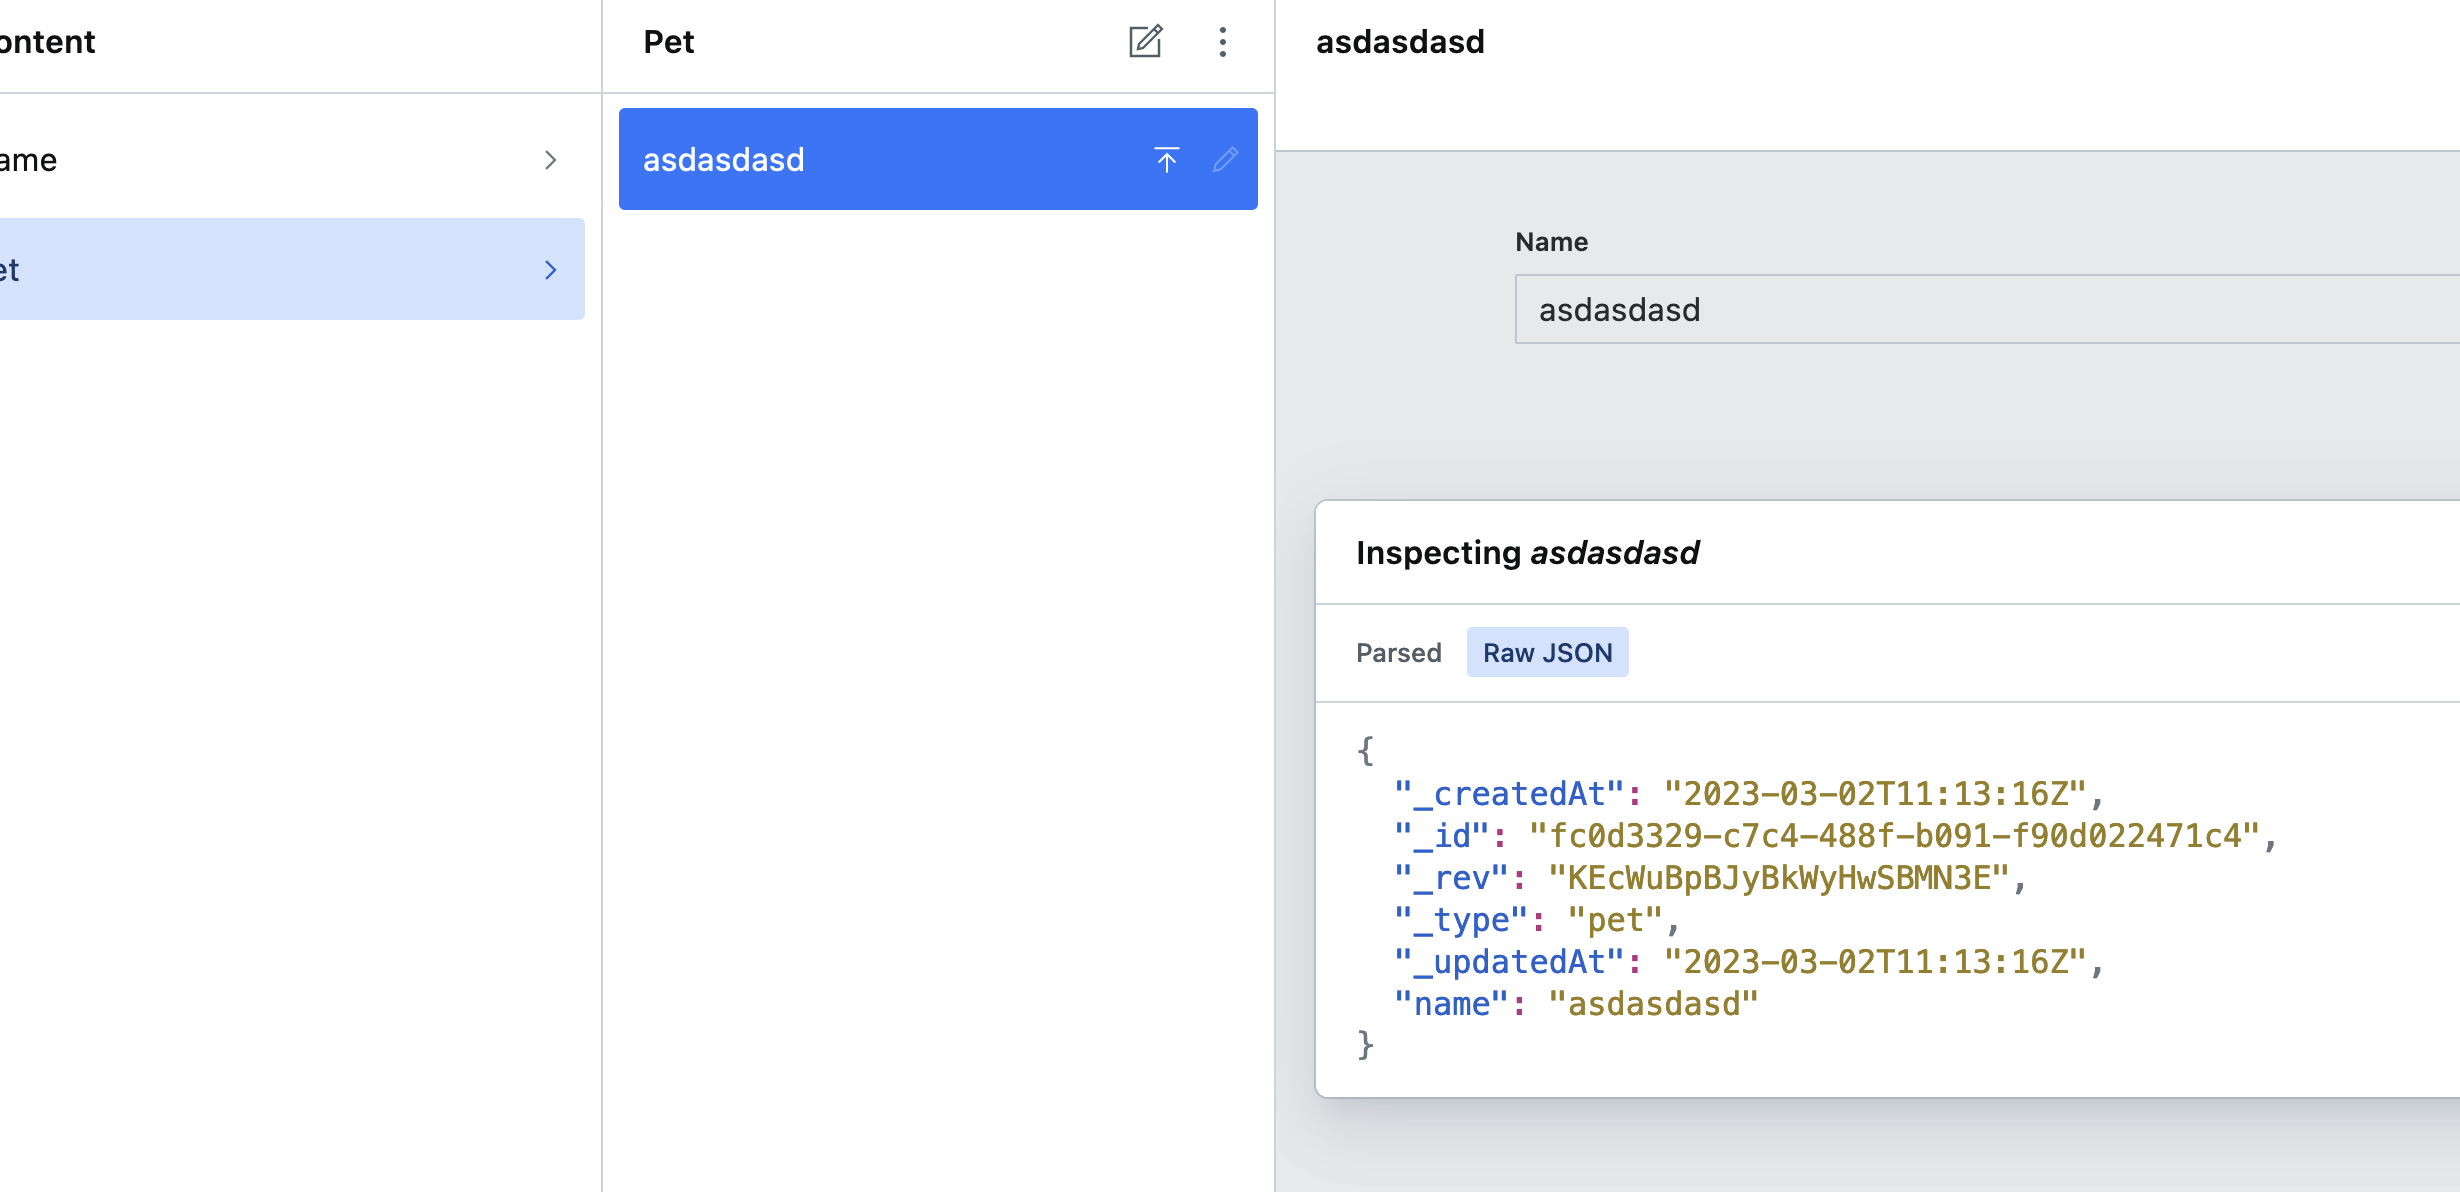 ontent
ame
et
Pet
asdasdasd
asdasdasd
Name
asdasdasd
Inspecting asdasdasd
Parsed Raw JSON
{
"_createdAt": "2023-03-02T11:13:16Z",
"_id": "fc0d3329-c7c4-488f-b091-f90d022471c4",
"_rev": "KEcWuBpBJyBkWyHwSBMN3E",
"_type": "pet",
"_updatedAt": "2023-03-02T11:13:16Z",
"name": "asdasdasd"
}